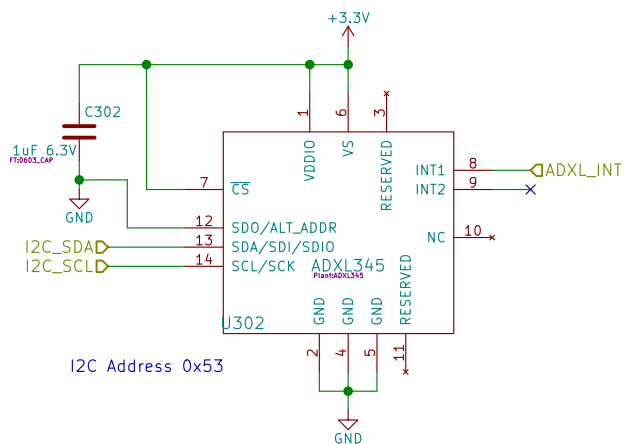 +3.3V
C302
1uF 6.3V
FT:0603_CAP
GND
1
6
3
VDDIO
VS
RESERVED
7
CS
12
SDO/ALT_ADDR
I2C_SDA
13
SDA/SDI/SDIO
I2C_SCL
14
SCL/SCK
INT1
8
ADXL_INT
INT2
9
NC
10
ADXL345
Plant:ADXL345
GND
GND
GND
RESERVED
U302
2
4
5
11
I2C Address 0x53
GND